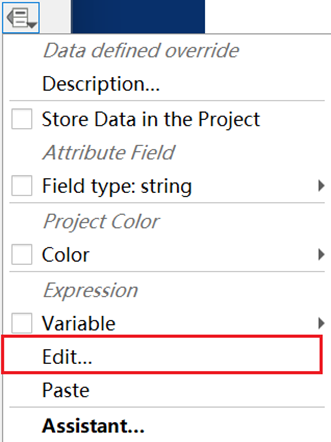 Data defined override
Description...
Store Data in the Project
Attribute Field
Field type: string
Project Color
Color
Expression
Variable
Edit...
Paste
Assistant...